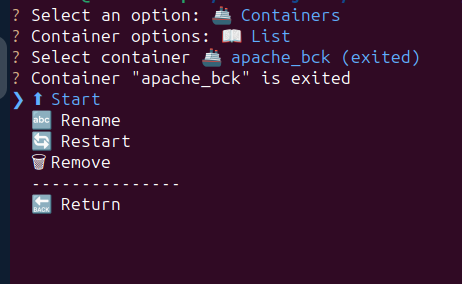 ? Select an option: 🚢 Containers
? Container options: 📖 List
? Select container 🚢 apache_bck (exited)
? Container "apache_bck" is exited
❯ ⬆ Start
🔤 Rename
🔄 Restart
🗑 Remove
---------------
🔙 Return